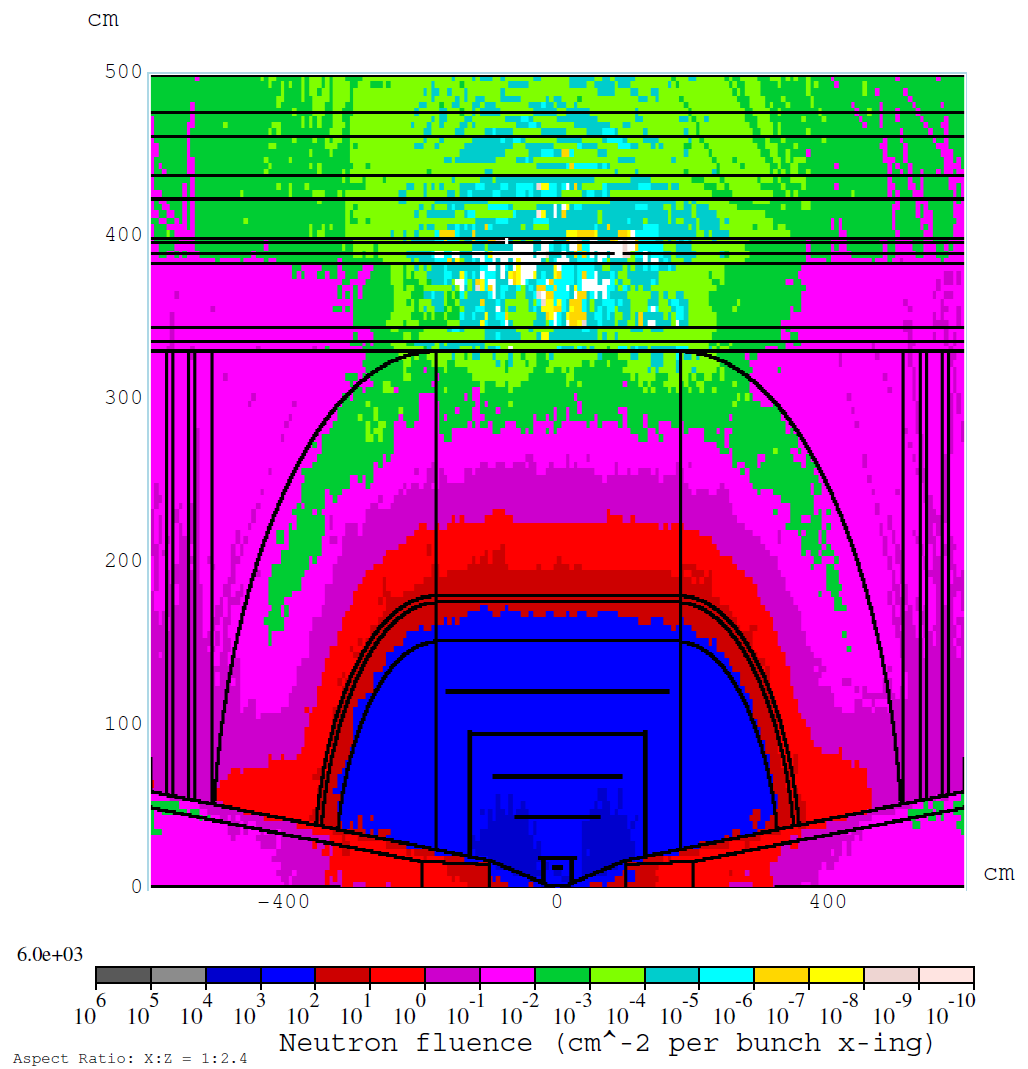 cm
500
400
300
200
100
0
-400 0 400 cm
6.0e+03
10^6 10^5 10^4 10^3 10^2 10^1 10^0 10^-1 10^-2 10^-3 10^-4 10^-5 10^-6 10^-7 10^-8 10^-9 10^-10
Neutron fluence (cm^-2 per bunch x-ing)
Aspect Ratio: X:Z = 1:2.4